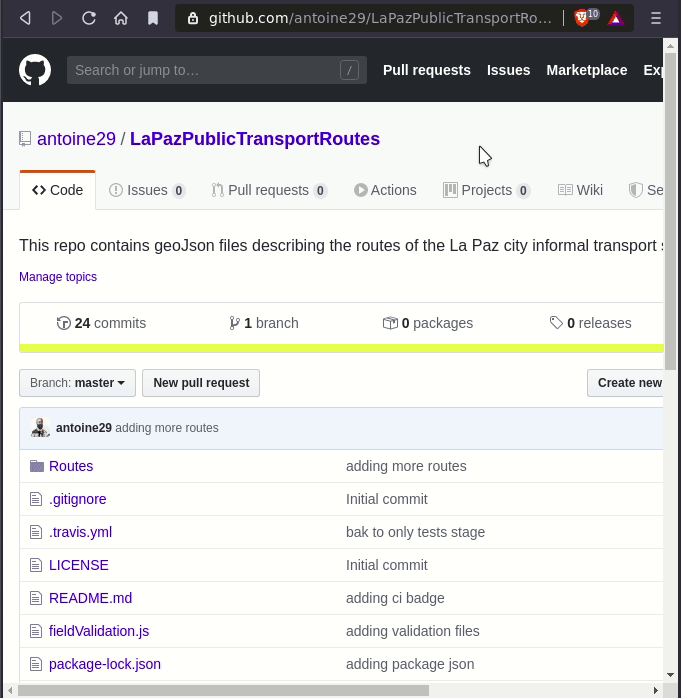 github.com/antoine29/LaPazPublicTransportRo...
10
Search or jump to...
/
Pull requests
Issues
Marketplace
Exp
antoine29 / LaPazPublicTransportRoutes
Code
Issues 0
Pull requests 0
Actions
Projects 0
Wiki
Se
This repo contains geoJson files describing the routes of the La Paz city informal transport s
Manage topics
24 commits
1 branch
0 packages
0 releases
Branch: master
New pull request
Create new
antoine29 adding more routes
Routes adding more routes
.gitignore Initial commit
.travis.yml bak to only tests stage
LICENSE Initial commit
README.md adding ci badge
fieldValidation.js adding validation files
package-lock.json adding package json